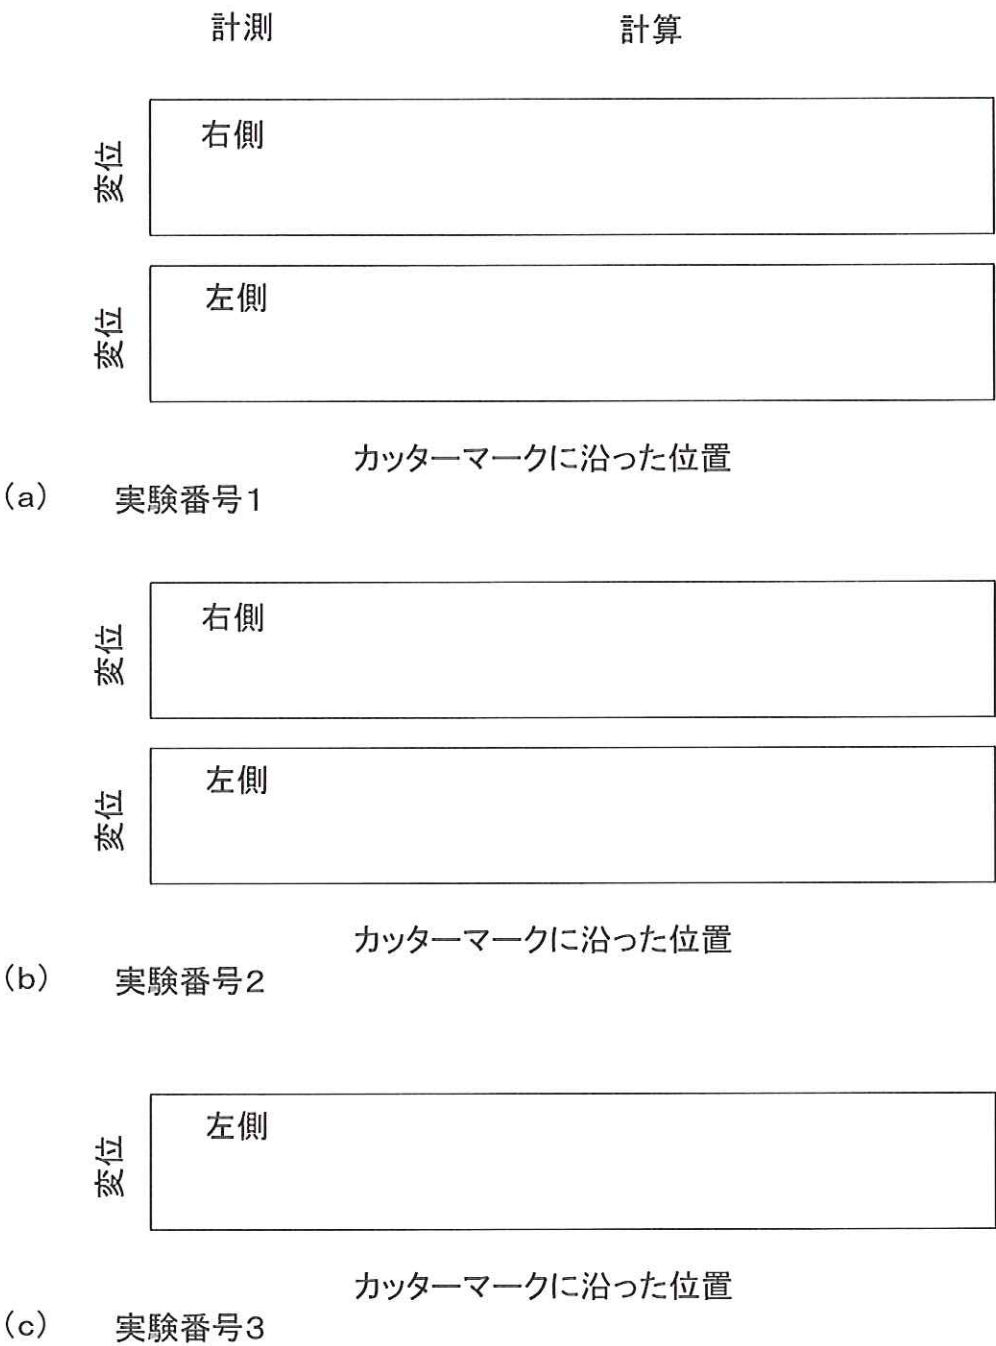 計測 計算
右側
変位
左側
変位
カッターマークに沿った位置
(a) 実験番号1
右側
変位
左側
変位
カッターマークに沿った位置
(b) 実験番号2
左側
変位
カッターマークに沿った位置
(c) 実験番号3